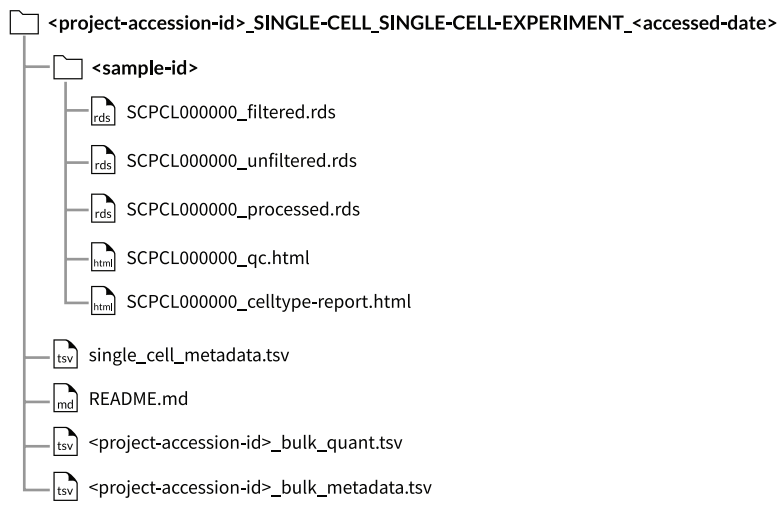 <project-accession-id>_SINGLE-CELL_SINGLE-CELL-EXPERIMENT_<accessed-date>
<sample-id>
rds SCPCL000000_filtered.rds
rds SCPCL000000_unfiltered.rds
rds SCPCL000000_processed.rds
html SCPCL000000_qc.html
html SCPCL000000_celltype-report.html
tsv single_cell_metadata.tsv
md README.md
tsv <project-accession-id>_bulk_quant.tsv
tsv <project-accession-id>_bulk_metadata.tsv